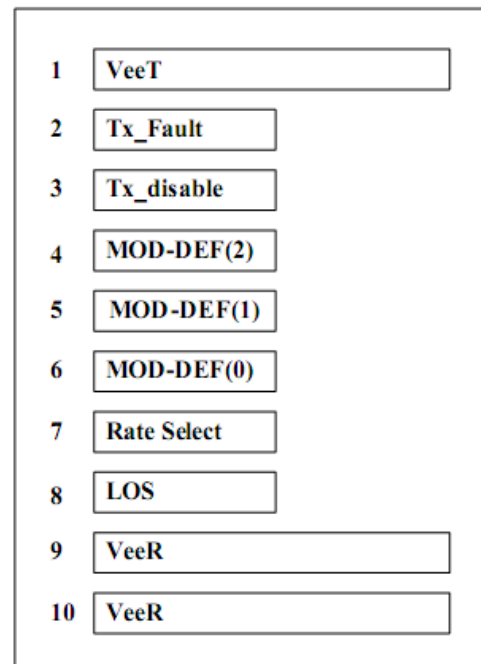 1 VeeT
2 Tx_Fault
3 Tx_disable
4 MOD-DEF(2)
5 MOD-DEF(1)
6 MOD-DEF(0)
7 Rate Select
8 LOS
9 VeeR
10 VeeR